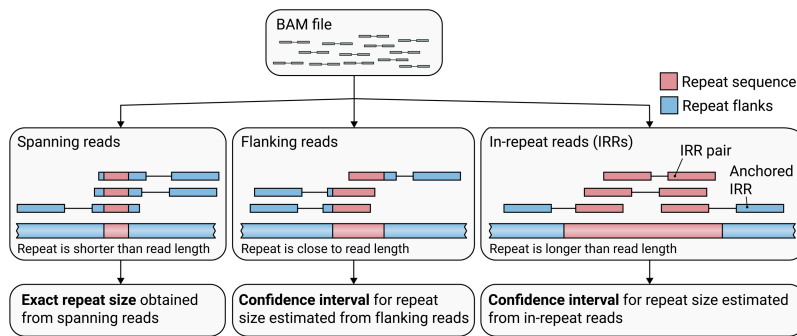 BAM file
Repeat sequence
Repeat flanks
Spanning reads
Repeat is shorter than read length
Flanking reads
Repeat is close to read length
In-repeat reads (IRRs)
IRR pair
Anchored
IRR
Repeat is longer than read length
Exact repeat size obtained
from spanning reads
Confidence interval for repeat
size estimated from flanking reads
Confidence interval for repeat size estimated
from in-repeat reads